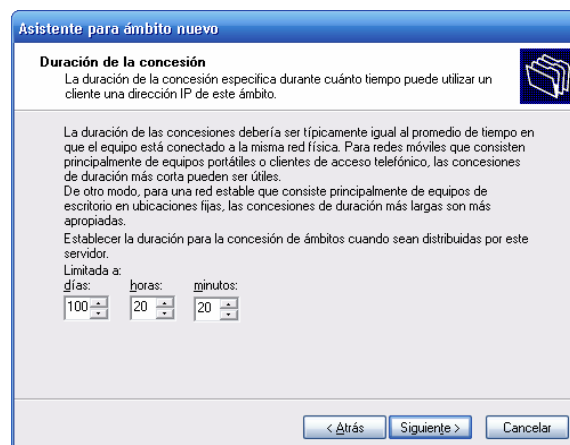 Asistente para ámbito nuevo
Duración de la concesión
La duración de la concesión especifica durante cuánto tiempo puede utilizar un
cliente una dirección IP de este ámbito.
La duración de las concesiones debería ser típicamente igual al promedio de tiempo en
que el equipo está conectado a la misma red física. Para redes móviles que consisten
principalmente de equipos portátiles o clientes de acceso telefónico, las concesiones
de duración más corta pueden ser útiles.
De otro modo, para una red estable que consiste principalmente de equipos de
escritorio en ubicaciones fijas, las concesiones de duración más largas son más
apropiadas.
Establecer la duración para la concesión de ámbitos cuando sean distribuidas por este
servidor.
Limitada a:
días: horas: minutos:
100 20 20
< Atrás Siguiente > Cancelar